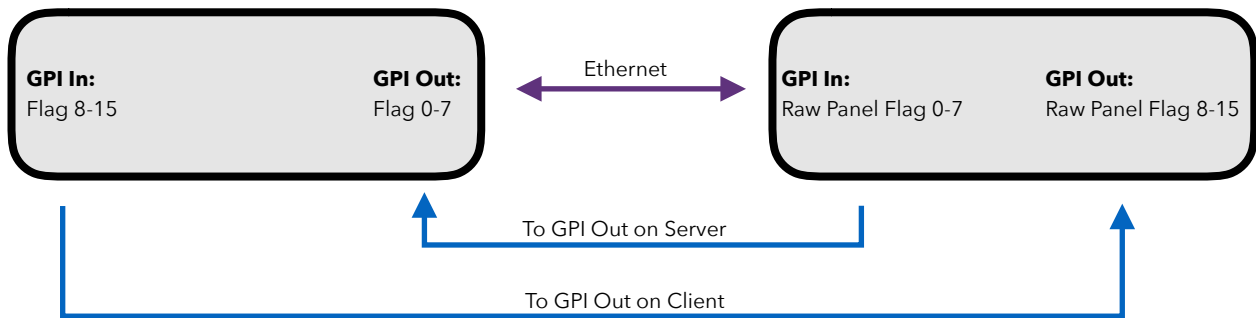 GPI In:
Flag 8-15
GPI Out:
Flag 0-7
Ethernet
GPI In:
Raw Panel Flag 0-7
GPI Out:
Raw Panel Flag 8-15
To GPI Out on Server
To GPI Out on Client